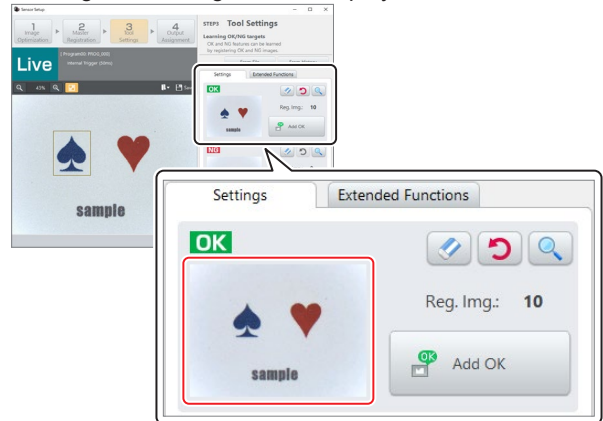 Sensor Setup
1 Image Optimization
2 Master Registration
3 Tool Settings
4 Output Assignment
STEP3 Tool Settings
Learning OK/NG targets
OK and NG features can be learned
by registering OK and NG images.
Live
Internal Trigger (500ms)
43%
Settings
Extended Functions
OK
Reg. Img.: 10
Add OK
sample
NG
sample
Settings
Extended Functions
OK
Reg. Img.: 10
Add OK
sample